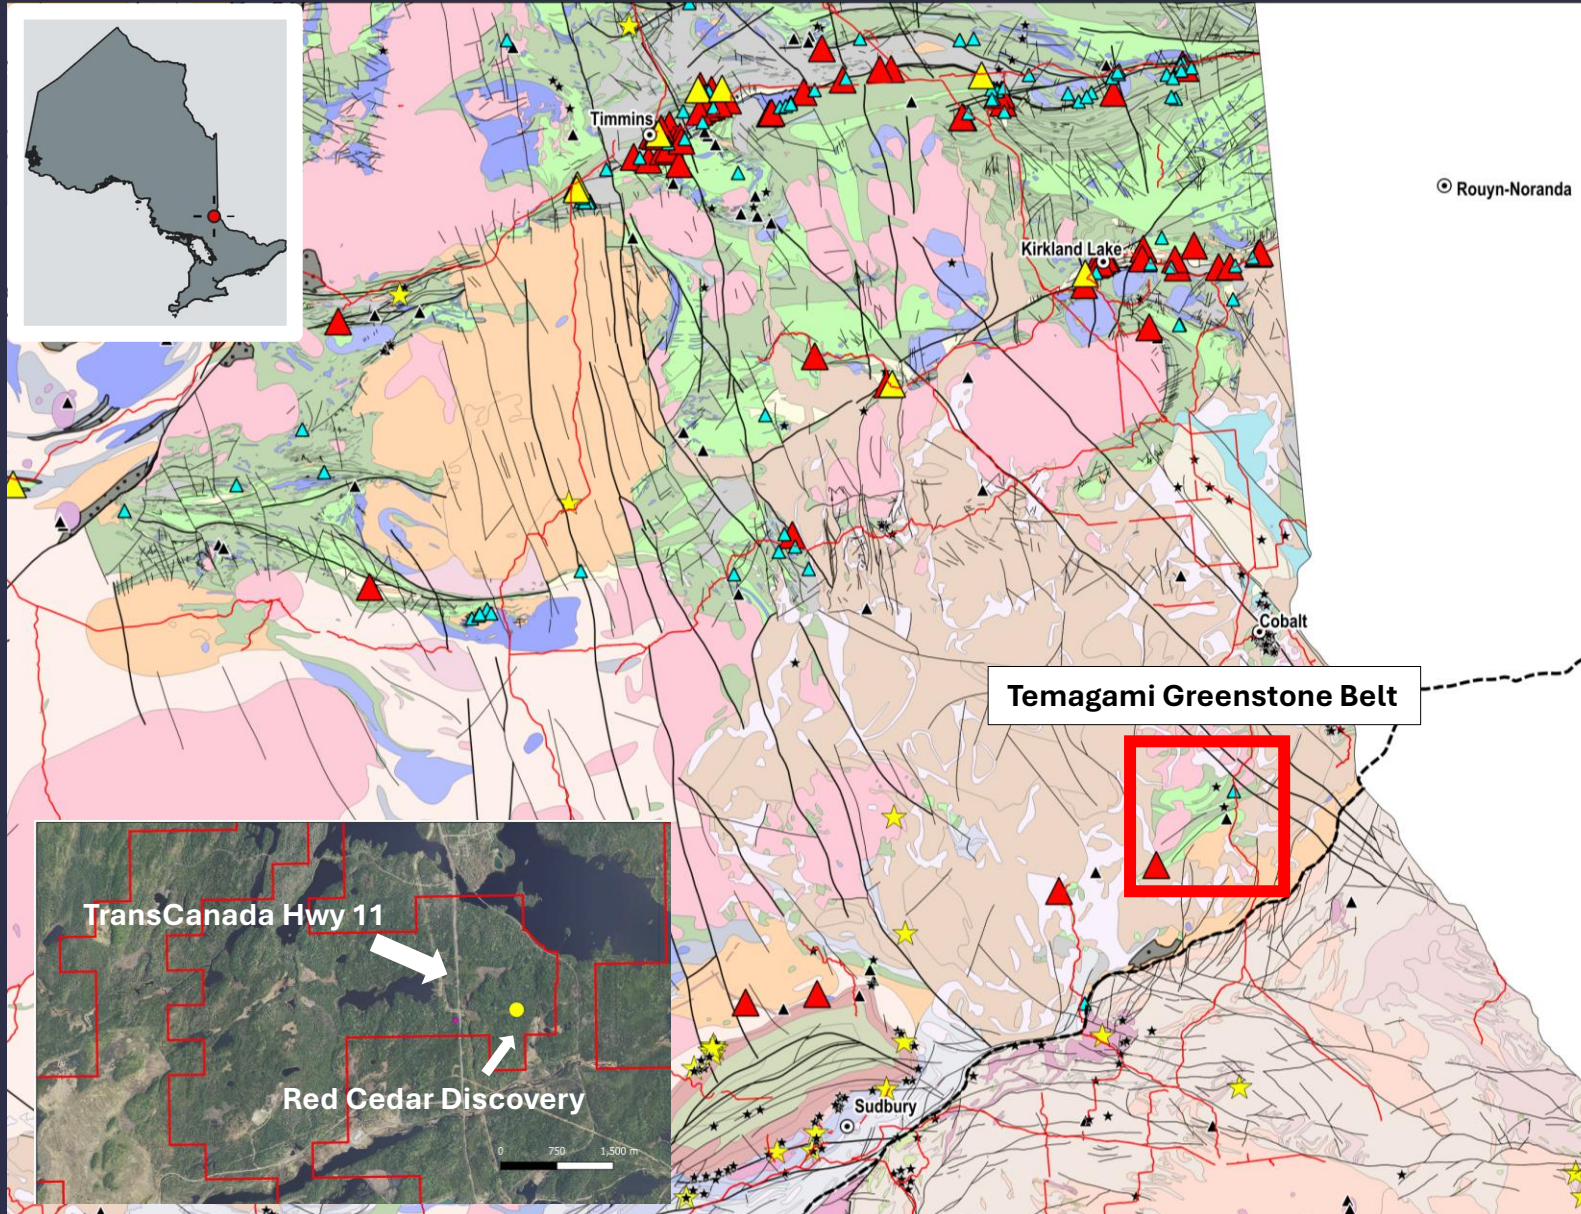 Timmins
Rouyn-Noranda
Kirkland Lake
Cobalt
Temagami Greenstone Belt
TransCanada Hwy 11
Red Cedar Discovery
0 750 1,500 m
Sudbury